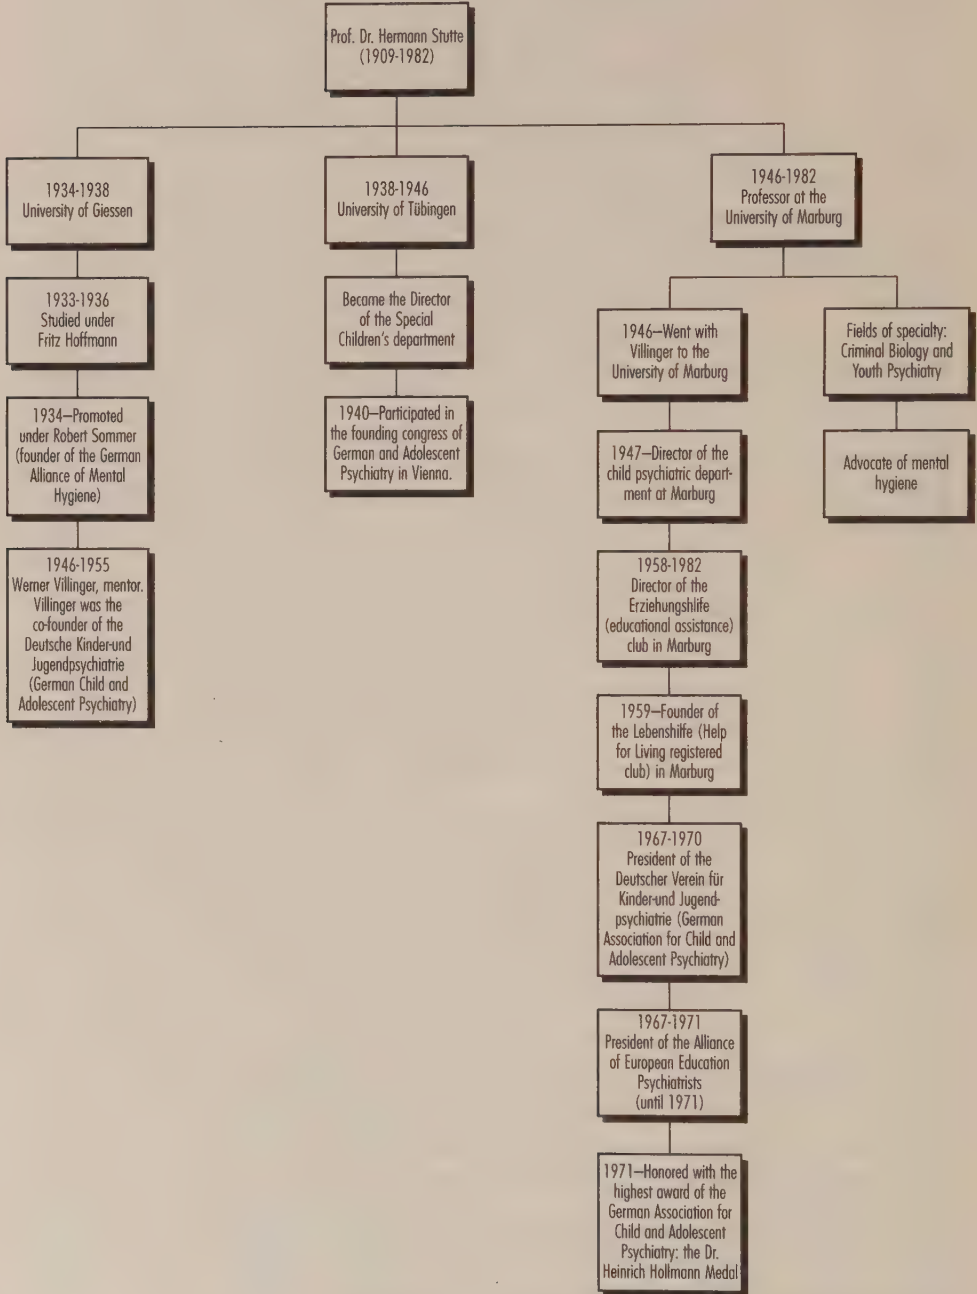 Prof. Dr. Hermann Stutte
(1909-1982)
1934-1938
University of Giessen
1933-1936
Studied under
Fritz Hoffmann
1934—Promoted
under Robert Sommer
(founder of the German
Alliance of Mental
Hygiene)
1946-1955
Werner Villinger, mentor.
Villinger was the
co-founder of the
Deutsche Kinder-und
Jugendpsychiatrie
(German Child and
Adolescent Psychiatry)
1938-1946
University of Tübingen
Became the Director
of the Special
Children's department
1940—Participated in
the founding congress of
German and Adolescent
Psychiatry in Vienna.
1946-1982
Professor at the
University of Marburg
1946—Went with
Villinger to the
University of Marburg
1947—Director of the
child psychiatric depart-
ment at Marburg
1958-1982
Director of the
Erziehungshlife
(educational assistance)
club in Marburg
1959—Founder of
the Lebenshilfe (Help
for Living registered
club) in Marburg
1967-1970
President of the
Deutscher Verein für
Kinder-und Jugend-
psychiatrie (German
Association for Child and
Adolescent Psychiatry)
1967-1971
President of the Alliance
of European Education
Psychiatrists
(until 1971)
1971—Honored with the
highest award of the
German Association for
Child and Adolescent
Psychiatry: the Dr.
Heinrich Hollmann Medal
Fields of specialty:
Criminal Biology and
Youth Psychiatry
Advocate of mental
hygiene